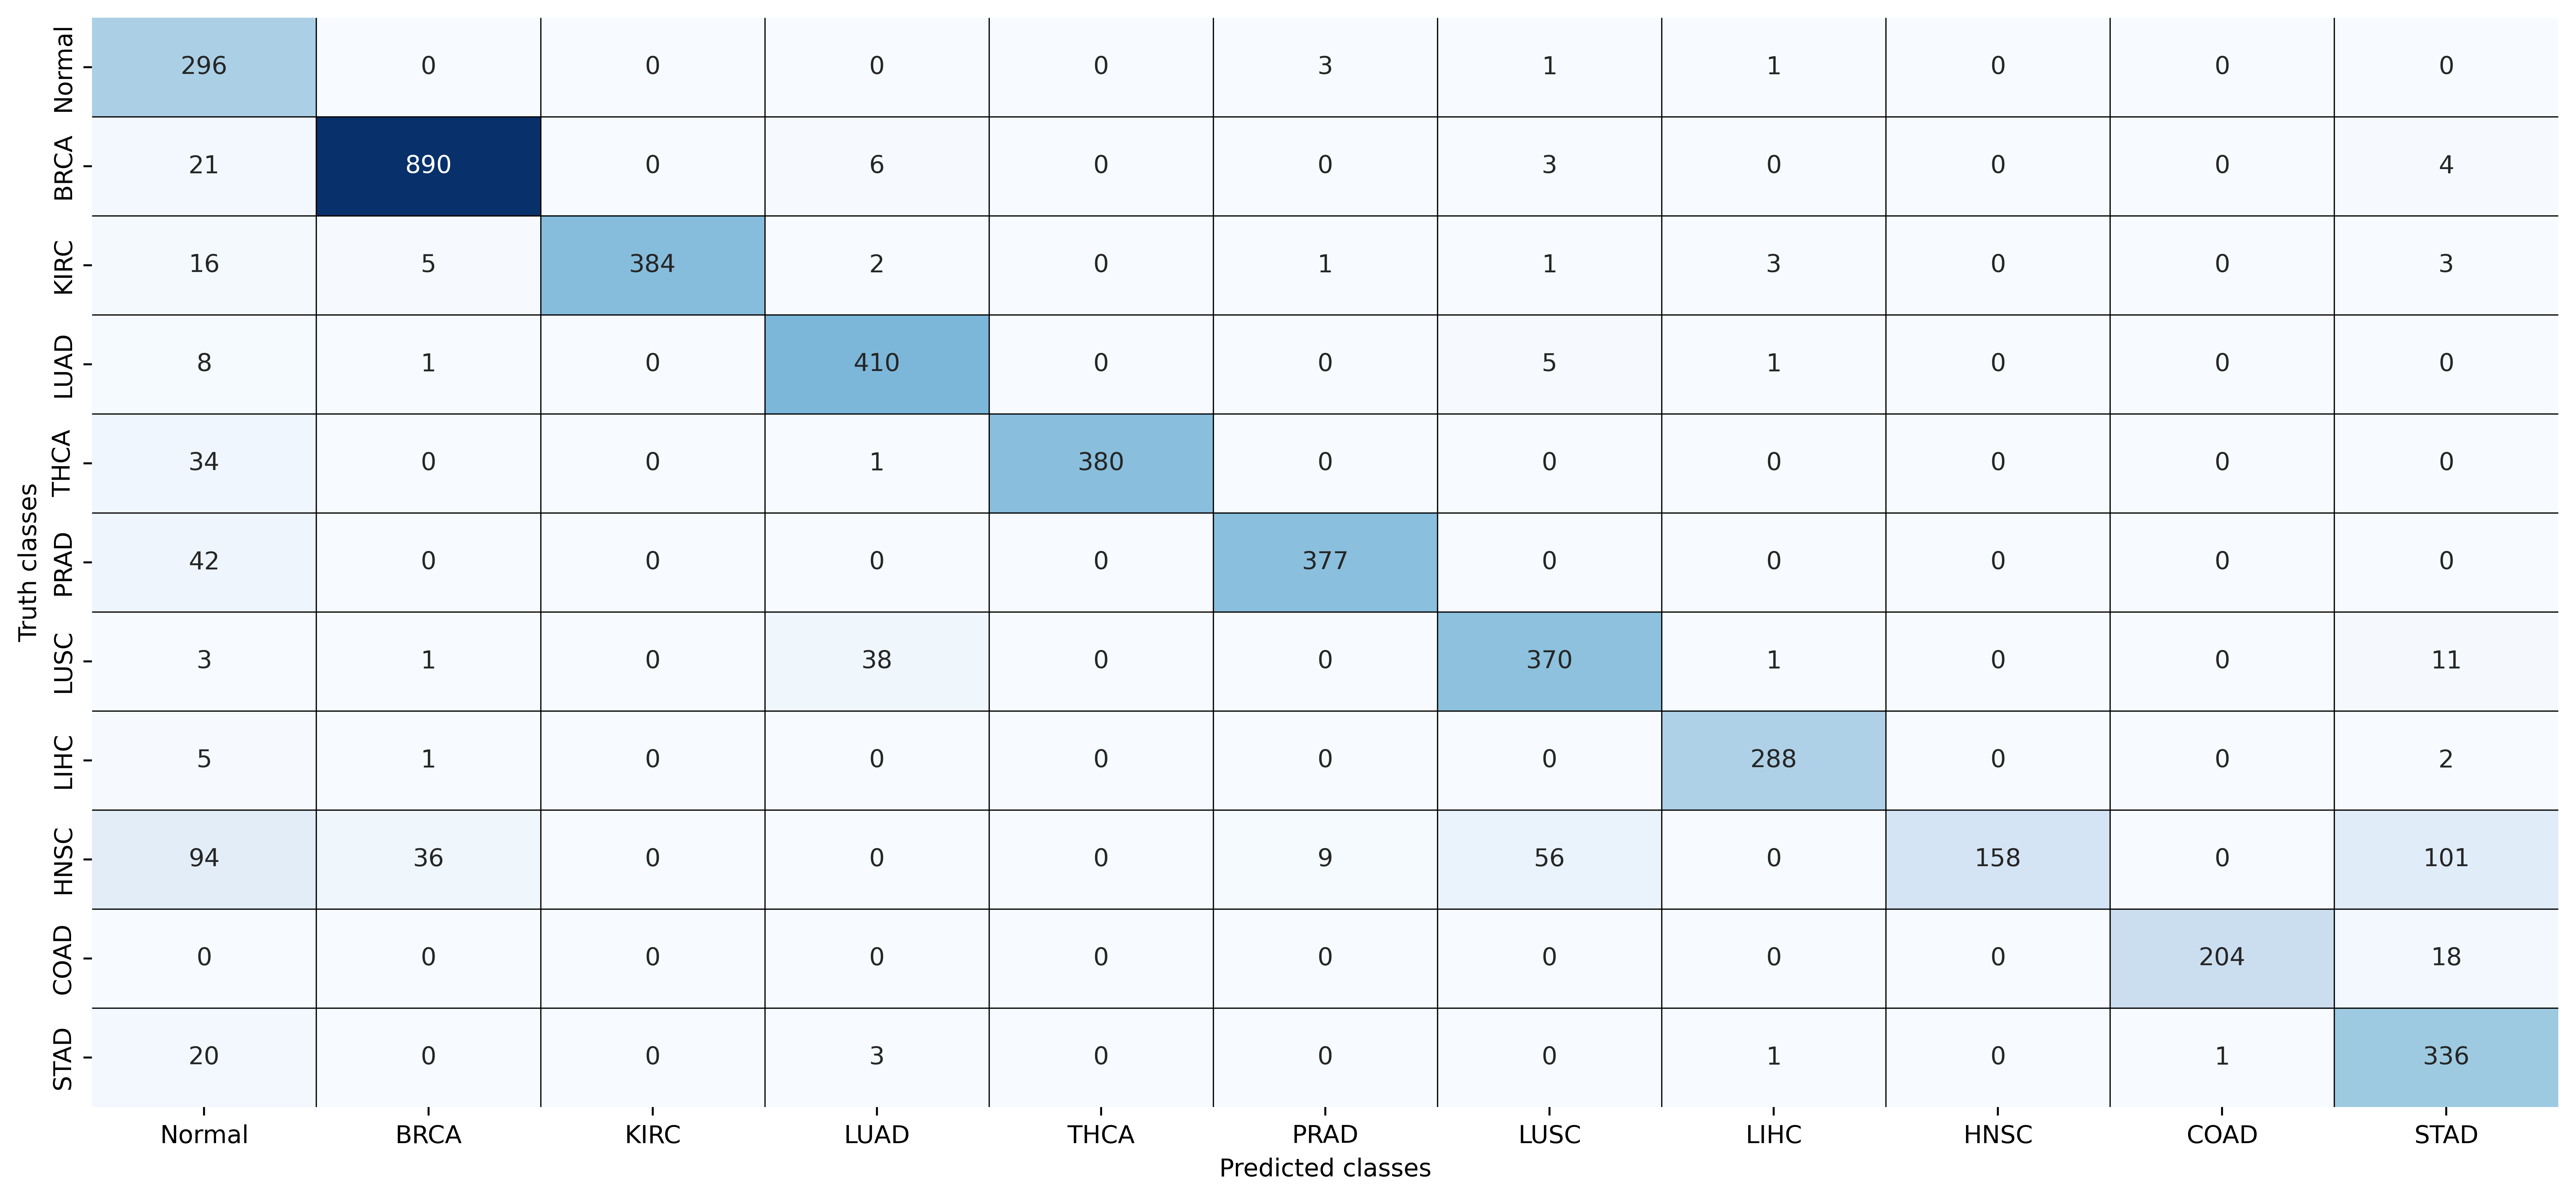 Truth classes
Normal 296 0 0 0 0 3 1 1 0 0 0
BRCA 21 890 0 6 0 0 3 0 0 0 4
KIRC 16 5 384 2 0 1 1 3 0 0 3
LUAD 8 1 0 410 0 0 5 1 0 0 0
THCA 34 0 0 1 380 0 0 0 0 0 0
PRAD 42 0 0 0 0 377 0 0 0 0 0
LUSC 3 1 0 38 0 0 370 1 0 0 11
LIHC 5 1 0 0 0 0 0 288 0 0 2
HNSC 94 36 0 0 0 9 56 0 158 0 101
COAD 0 0 0 0 0 0 0 0 0 204 18
STAD 20 0 0 3 0 0 0 1 0 1 336
Normal BRCA KIRC LUAD THCA PRAD LUSC LIHC HNSC COAD STAD
Predicted classes